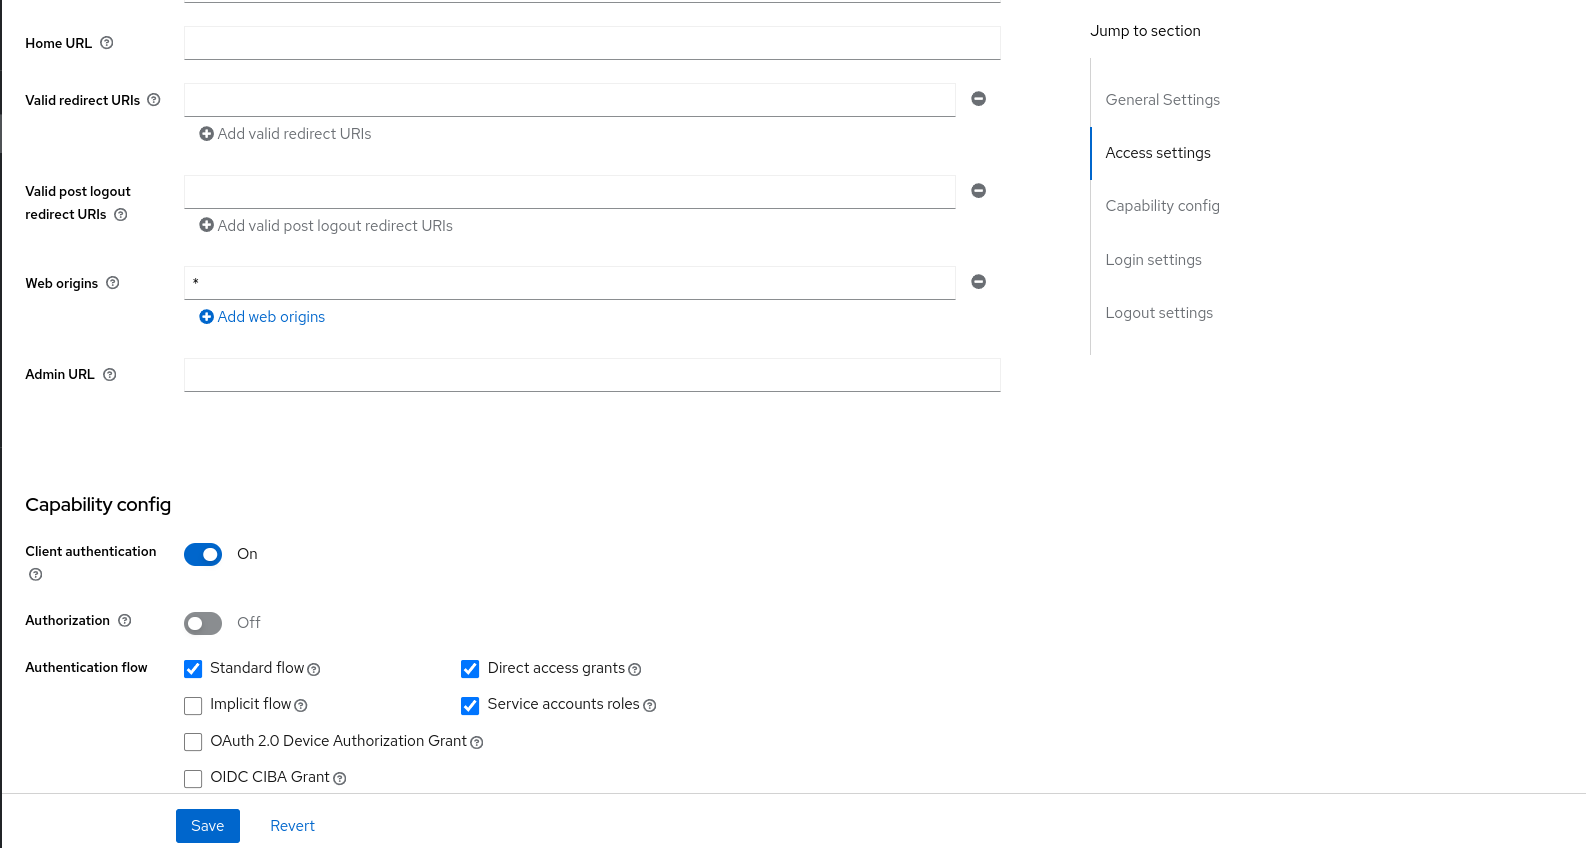 Home URL
Valid redirect URIs
Add valid redirect URIs
Valid post logout
redirect URIs
Add valid post logout redirect URIs
Web origins
*
Add web origins
Admin URL
Jump to section
General Settings
Access settings
Capability config
Login settings
Logout settings
Capability config
Client authentication
On
Authorization
Off
Authentication flow
Standard flow
Direct access grants
Implicit flow
Service accounts roles
OAuth 2.0 Device Authorization Grant
OIDC CIBA Grant
Save
Revert